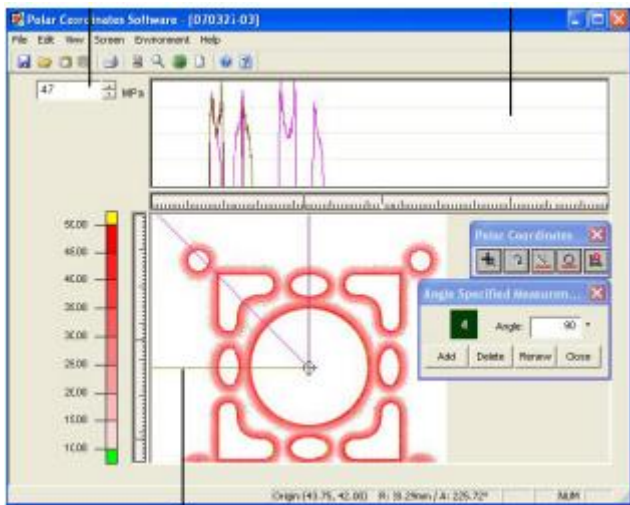 Polar Coordinates Software - [070321-03]
File Edit View Screen Environment Help
47 MPa
Polar Coordinates
50.00
45.00
40.00
35.00
30.00
25.00
20.00
15.00
10.00
Angle Specified Measuremen...
4 Angle: 90 °
Add Delete Renew Close
Origin (43.75, 42.00) R: 18.29mm / A: 225.72° NUM